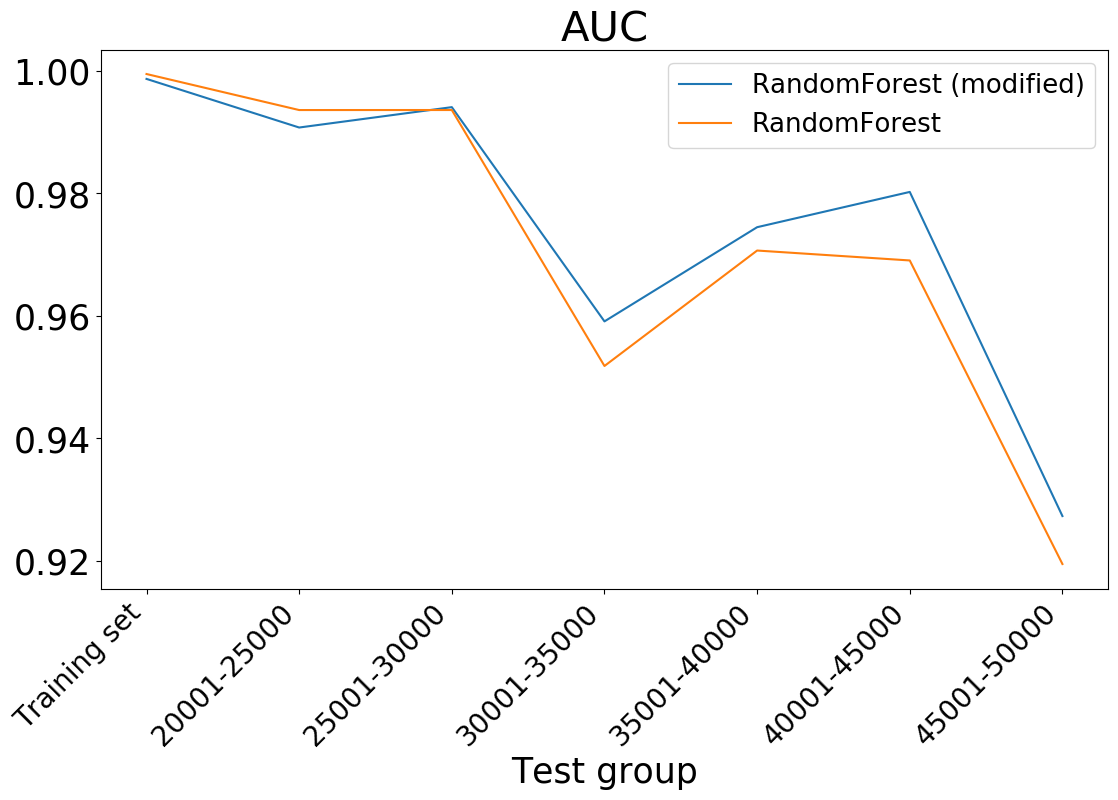 AUC
RandomForest (modified)
RandomForest
1.00
0.98
0.96
0.94
0.92
Training set
20001-25000
25001-30000
30001-35000
35001-40000
40001-45000
45001-50000
Test group